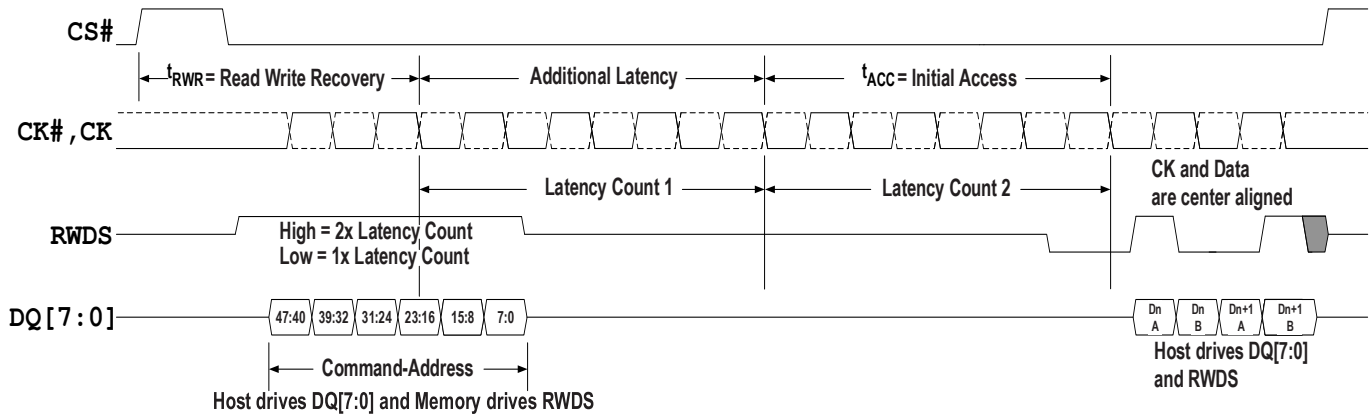 CS#
tRWR = Read Write Recovery
Additional Latency
tACC = Initial Access
CK#,CK
Latency Count 1
Latency Count 2
CK and Data
are center aligned
RWDS
High = 2x Latency Count
Low = 1x Latency Count
DQ[7:0]
47:40
39:32
31:24
23:16
15:8
7:0
Dn
A
Dn
B
Dn+1
A
Dn+1
B
Command-Address
Host drives DQ[7:0]
and RWDS
Host drives DQ[7:0] and Memory drives RWDS